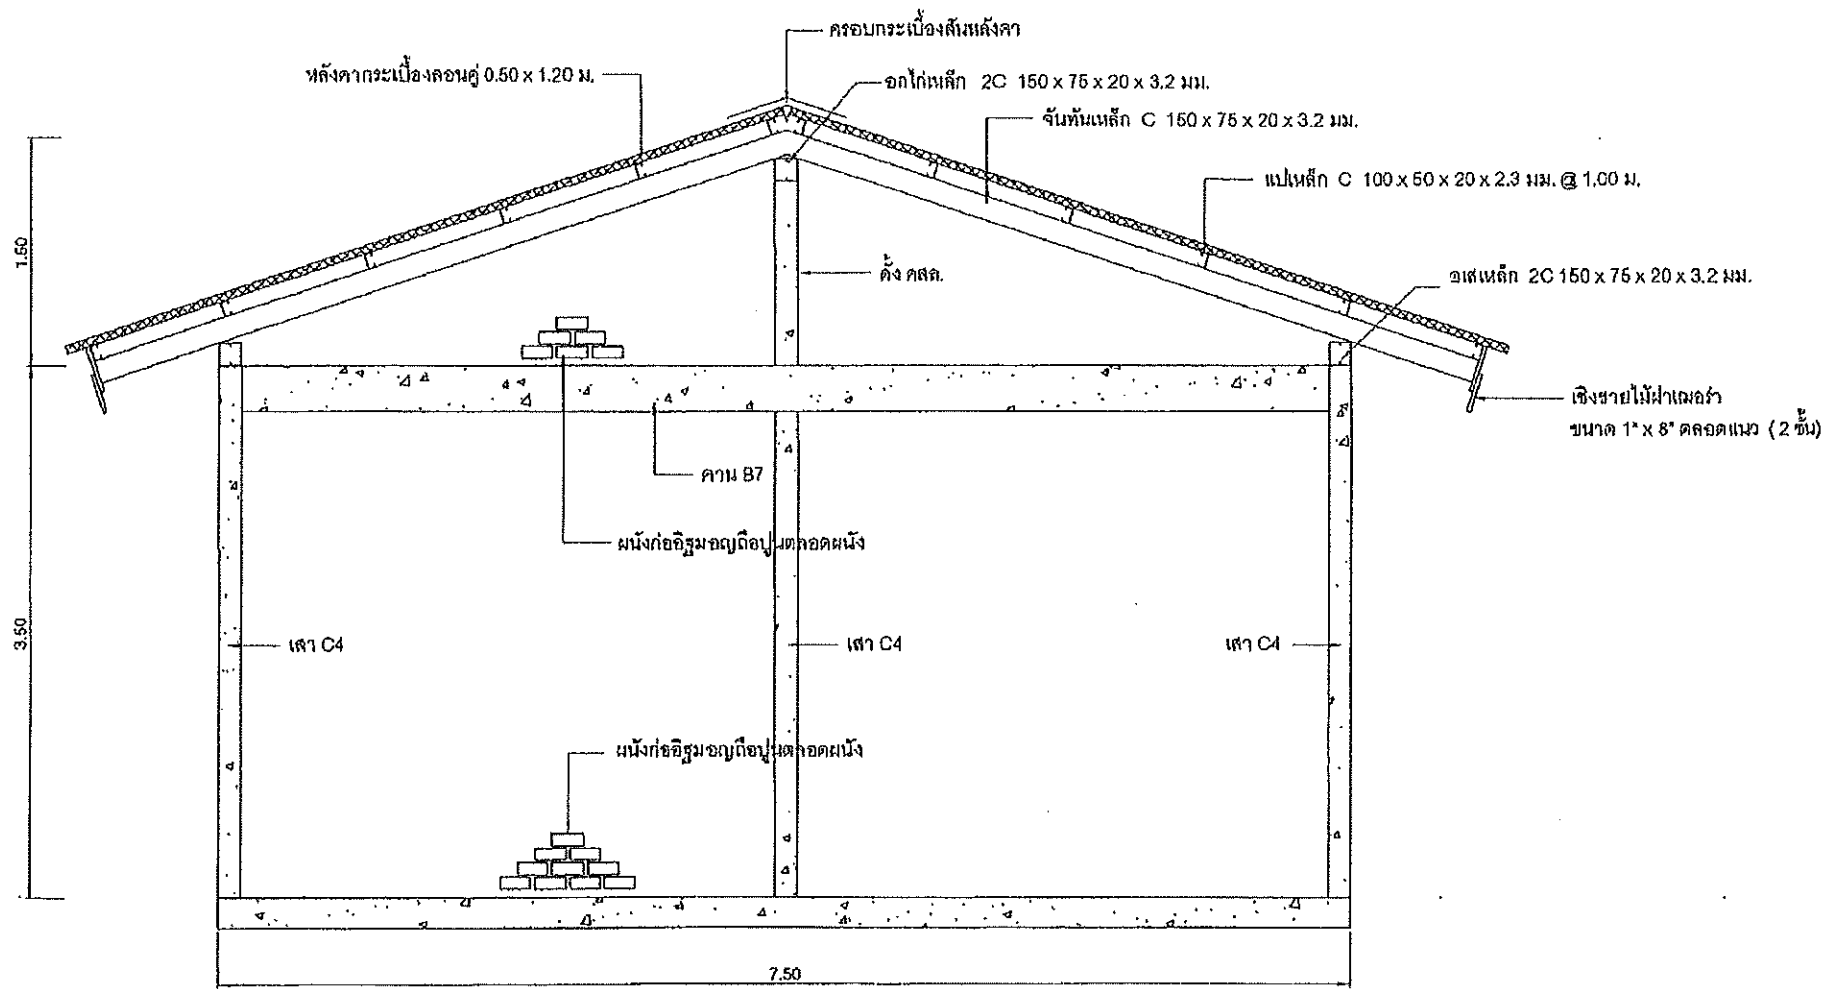 ครอบกระเบื้องสันหลังคา
หลังคากระเบื้องลอนคู่ 0.50 x 1.20 ม.
อกไก่เหล็ก 2C 150 x 75 x 20 x 3.2 มม.
จันทันเหล็ก C 150 x 75 x 20 x 3.2 มม.
แปเหล็ก C 100 x 50 x 20 x 2.3 มม. @ 1.00 ม.
1.50
ดั้ง คสล.
อเสเหล็ก 2C 150 x 75 x 20 x 3.2 มม.
เชิงชายไม้ฝาเฌอร่า
ขนาด 1" x 8" ตลอดแนว (2 ชั้น)
คาน B7
ผนังก่ออิฐมอญถือปูนตลอดผนัง
3.50
เสา C4
เสา C4
เสา C4
ผนังก่ออิฐมอญถือปูนตลอดผนัง
7.50